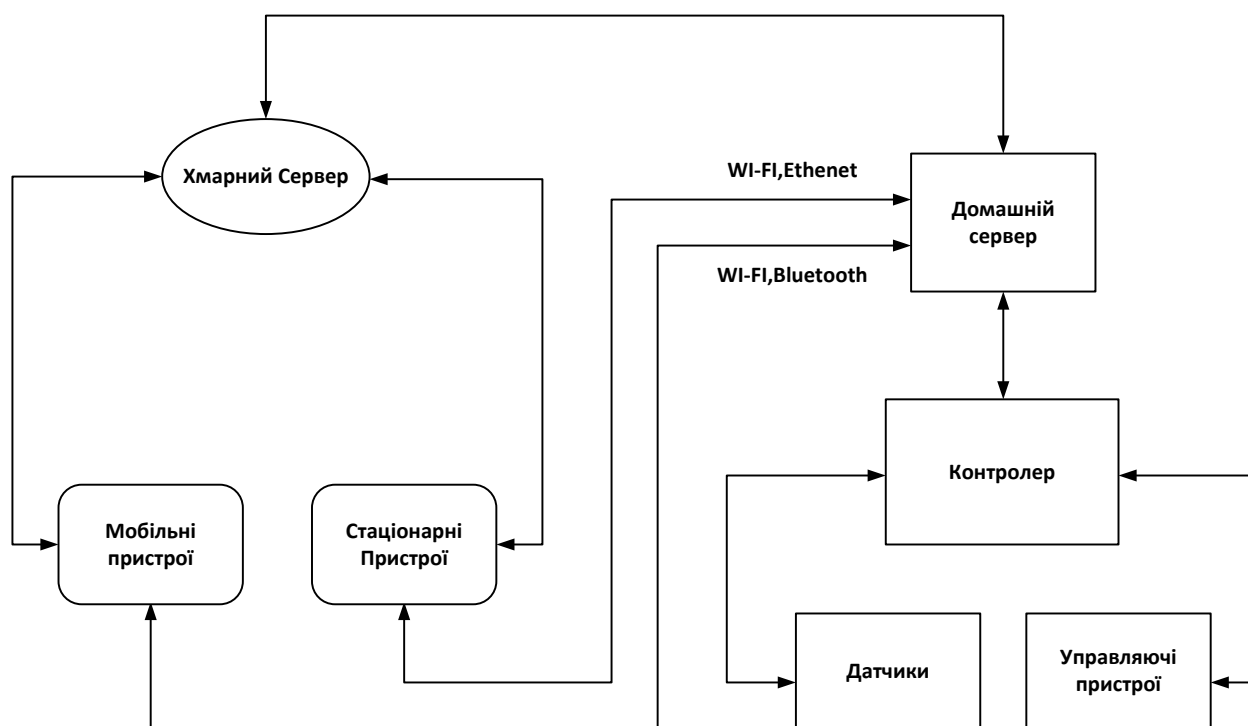 Хмарний Сервер
WI-FI,Ethenet
Домашній
сервер
WI-FI,Bluetooth
Контролер
Мобільні
пристрої
Стаціонарні
Пристрої
Датчики
Управляючі
пристрої